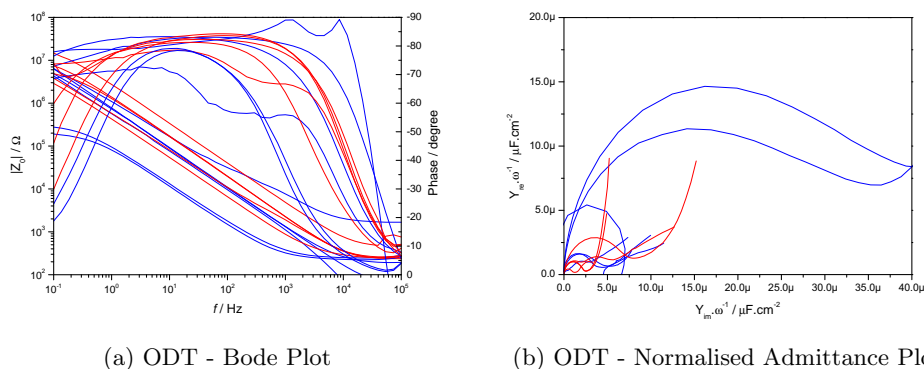 10⁸
10⁷
10⁶
10⁵
10⁴
10³
10²
|Z₀| / Ω
-90
-80
-70
-60
-50
-40
-30
-20
-10
0
Phase / degree
10⁻¹ 10⁰ 10¹ 10² 10³ 10⁴ 10⁵
f / Hz
(a) ODT - Bode Plot
20.0µ
15.0µ
10.0µ
5.0µ
0.0
Y_re.ω⁻¹ / µF.cm⁻²
0.0 5.0µ 10.0µ 15.0µ 20.0µ 25.0µ 30.0µ 35.0µ 40.0µ
Y_im.ω⁻¹ / µF.cm⁻²
(b) ODT - Normalised Admittance Plo